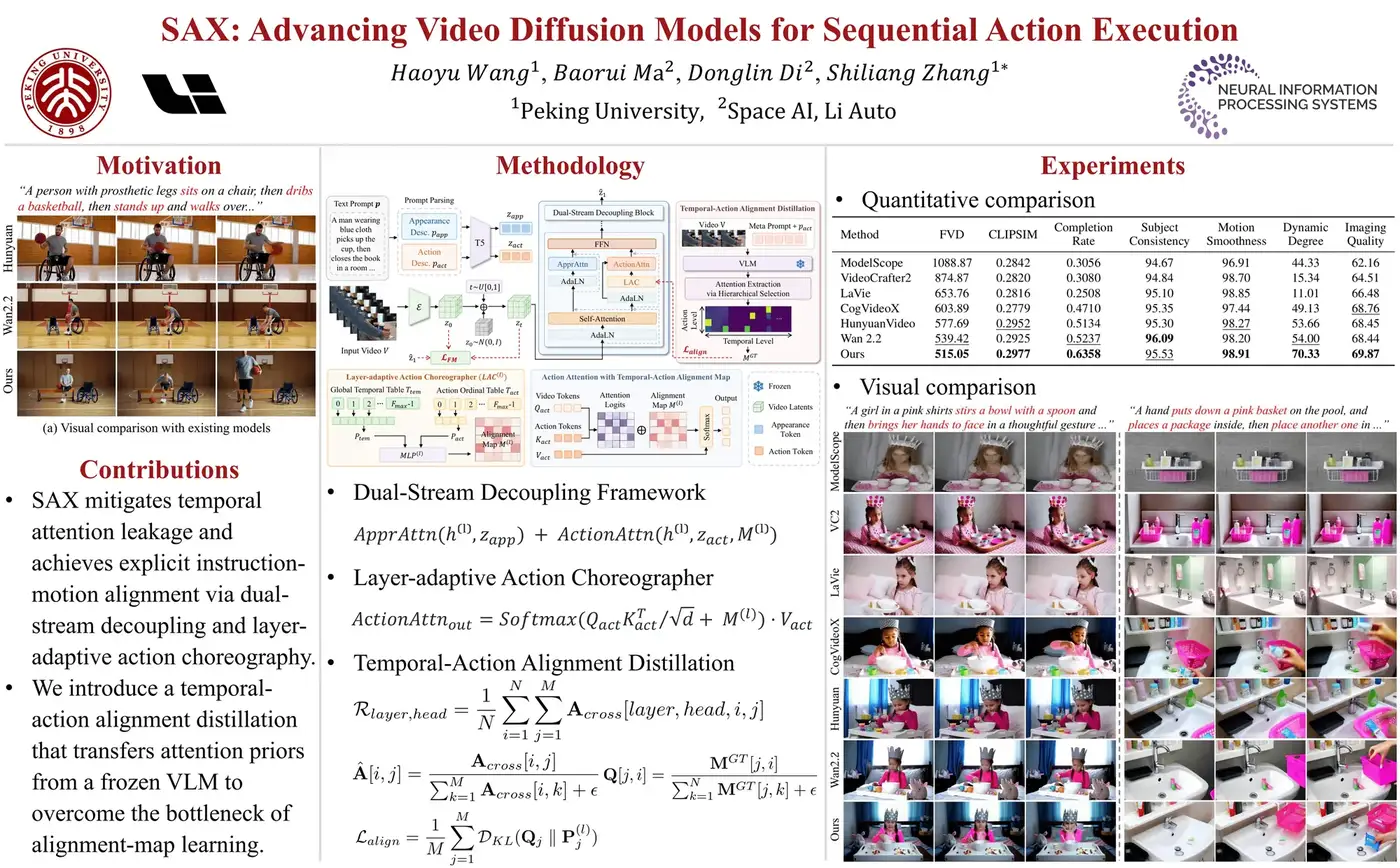 SAX: Advancing Video Diffusion Models for Sequential Action Execution
Haoyu Wang¹, Baorui Ma², Donglin Di², Shiliang Zhang¹*
¹Peking University, ²Space AI, Li Auto
PEKING UNIVERSITY
1898
NEURAL INFORMATION
PROCESSING SYSTEMS
Motivation
“A person with prosthetic legs sits on a chair, then dribs
a basketball, then stands up and walks over...”
Hunyuan
Wan2.2
Ours
(a) Visual comparison with existing models
Contributions
• SAX mitigates temporal
attention leakage and
achieves explicit instruction-
motion alignment via dual-
stream decoupling and layer-
adaptive action choreography.
• We introduce a temporal-
action alignment distillation
that transfers attention priors
from a frozen VLM to
overcome the bottleneck of
alignment-map learning.
Methodology
Text Prompt p
A man wearing
blue cloth
picks up the
cup, then
closes the book
in a room ...
Prompt Parsing
Appearance
Desc. p_app
Action
Desc. p_act
T5
z_app
z_act
Input Video V
ℰ
z_0
t~U[0,1]
z_0~N(0, I)
z_t
ẑ_1
ℒ_FM
ẑ_1
Dual-Stream Decoupling Block
FFN
ApprAttn
ActionAttn
AdaLN
LAC
AdaLN
Self-Attention
AdaLN
Temporal-Action Alignment Distillation
Video V
Meta Prompt + p_act
VLM
Attention Extraction
via Hierarchical Selection
Action
Level
Temporal Level
ℒ_align
M^GT
Layer-adaptive Action Choreographer (LAC^(l))
Global Temporal Table T_tem
0 1 2 ... F_max-1
Action Ordinal Table T_act
0 1 2 ... F_max-1
P_tem
P_act
MLP^(l)
Alignment
Map M^(l)
Action Attention with Temporal-Action Alignment Map
Video Tokens
Q_act
Action Tokens
K_act
V_act
Attention
Logits
Alignment
Map M^(l)
Softmax
Output
Frozen
Video Latents
Appearance
Token
Action Token
• Dual-Stream Decoupling Framework
ApprAttn(h^(l), z_app) + ActionAttn(h^(l), z_act, M^(l))
• Layer-adaptive Action Choreographer
ActionAttn_out = Softmax(Q_act K_act^T/√d + M^(l)) · V_act
• Temporal-Action Alignment Distillation
ℛ_layer,head = 1/N ∑_{i=1}^{N} ∑_{j=1}^{M} A_cross[layer, head, i, j]
Â[i, j] = A_cross[i, j] / (∑_{k=1}^{M} A_cross[i, k] + ϵ) Q[j, i] = M^GT[j, i] / (∑_{k=1}^{N} M^GT[j, k] + ϵ)
ℒ_align = 1/M ∑_{j=1}^{M} 𝒟_KL(Q_j ∥ P_j^(l))
Experiments
• Quantitative comparison
Method FVD CLIPSIM Completion Rate Subject Consistency Motion Smoothness Dynamic Degree Imaging Quality
ModelScope 1088.87 0.2842 0.3056 94.67 96.91 44.33 62.16
VideoCrafter2 874.87 0.2820 0.3080 94.84 98.70 15.34 64.51
LaVie 653.76 0.2816 0.2508 95.10 98.85 11.01 66.48
CogVideoX 603.89 0.2779 0.4710 95.35 97.44 49.13 68.76
HunyuanVideo 577.69 0.2952 0.5134 95.30 98.27 53.66 68.45
Wan 2.2 539.42 0.2925 0.5237 96.09 98.20 54.00 68.44
Ours 515.05 0.2977 0.6358 95.53 98.91 70.33 69.87
• Visual comparison
“A girl in a pink shirts stirs a bowl with a spoon and
then brings her hands to face in a thoughtful gesture ...”
“A hand puts down a pink basket on the pool, and
places a package inside, then place another one in ...”
ModelScope
VC2
LaVie
CogVideoX
Hunyuan
Wan2.2
Ours